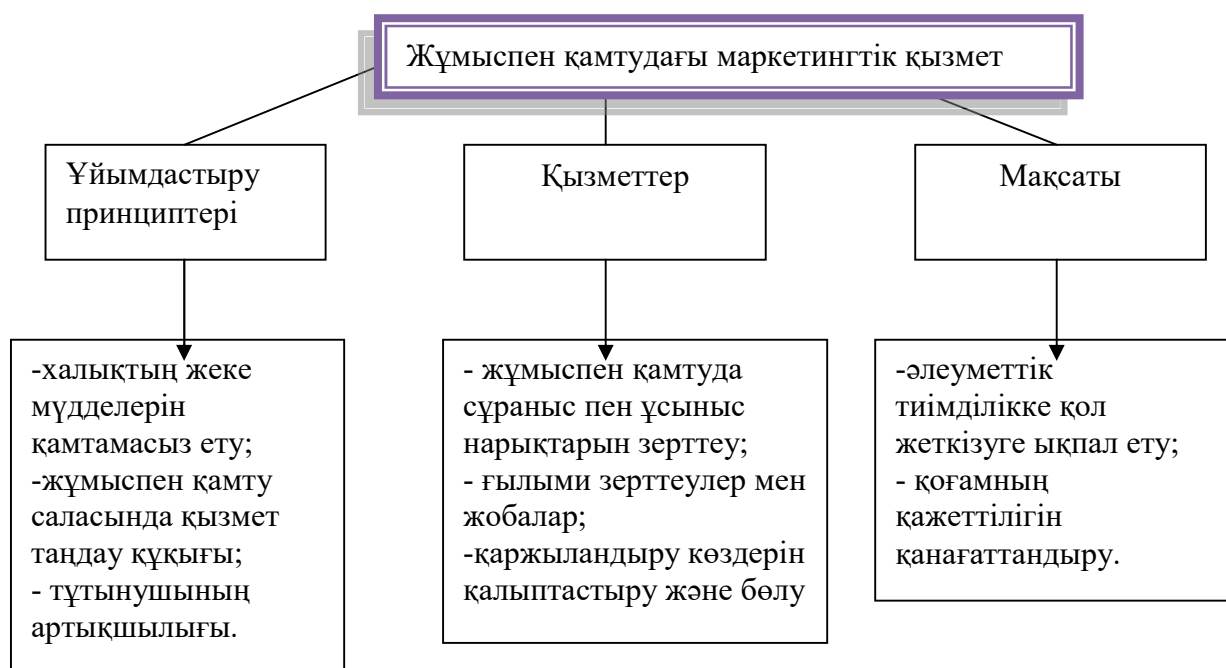 Жұмыспен қамтудағы маркетингтік қызмет
Ұйымдастыру
принциптері
Қызметтер
Мақсаты
-халықтың жеке
мүдделерін
қамтамасыз ету;
-жұмыспен қамту
саласында қызмет
таңдау құқығы;
- тұтынушының
артықшылығы.
- жұмыспен қамтуда
сұраныс пен ұсыныс
нарықтарын зерттеу;
- ғылыми зерттеулер мен
жобалар;
-қаржыландыру көздерін
қалыптастыру және бөлу
-әлеуметтік
тиімділікке қол
жеткізуге ықпал ету;
- қоғамның
қажеттілігін
қанағаттандыру.